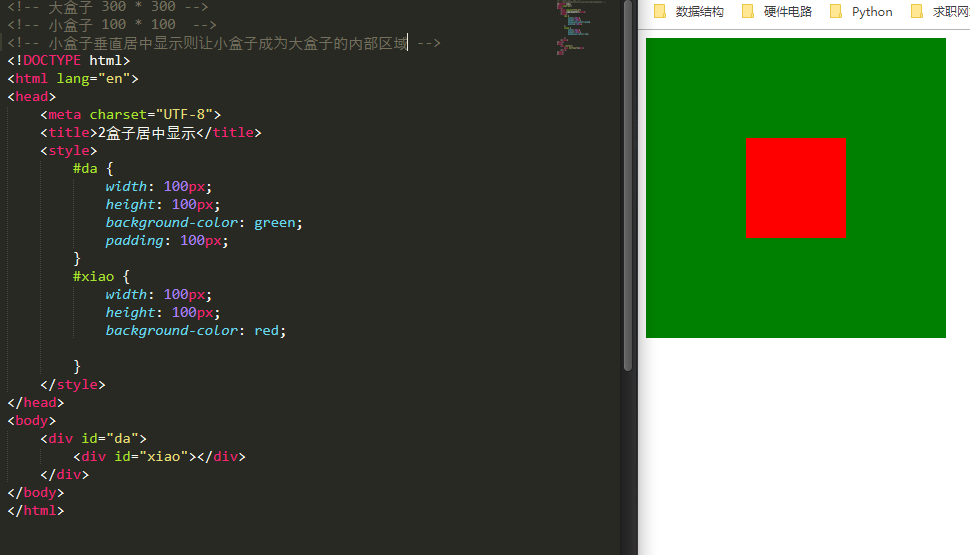 <!-- 大盒子 300 * 300 -->
<!-- 小盒子 100 * 100  -->
<!-- 小盒子垂直居中显示则让小盒子成为大盒子的内部区域 -->
<!DOCTYPE html>
<html lang="en">
<head>
    <meta charset="UTF-8">
    <title>2盒子居中显示</title>
    <style>
        #da {
            width: 100px;
            height: 100px;
            background-color: green;
            padding: 100px;
        }
        #xiao {
            width: 100px;
            height: 100px;
            background-color: red;

        }
    </style>
</head>
<body>
    <div id="da">
        <div id="xiao"></div>
    </div>
</body>
</html>
数据结构 硬件电路 Python 求职网